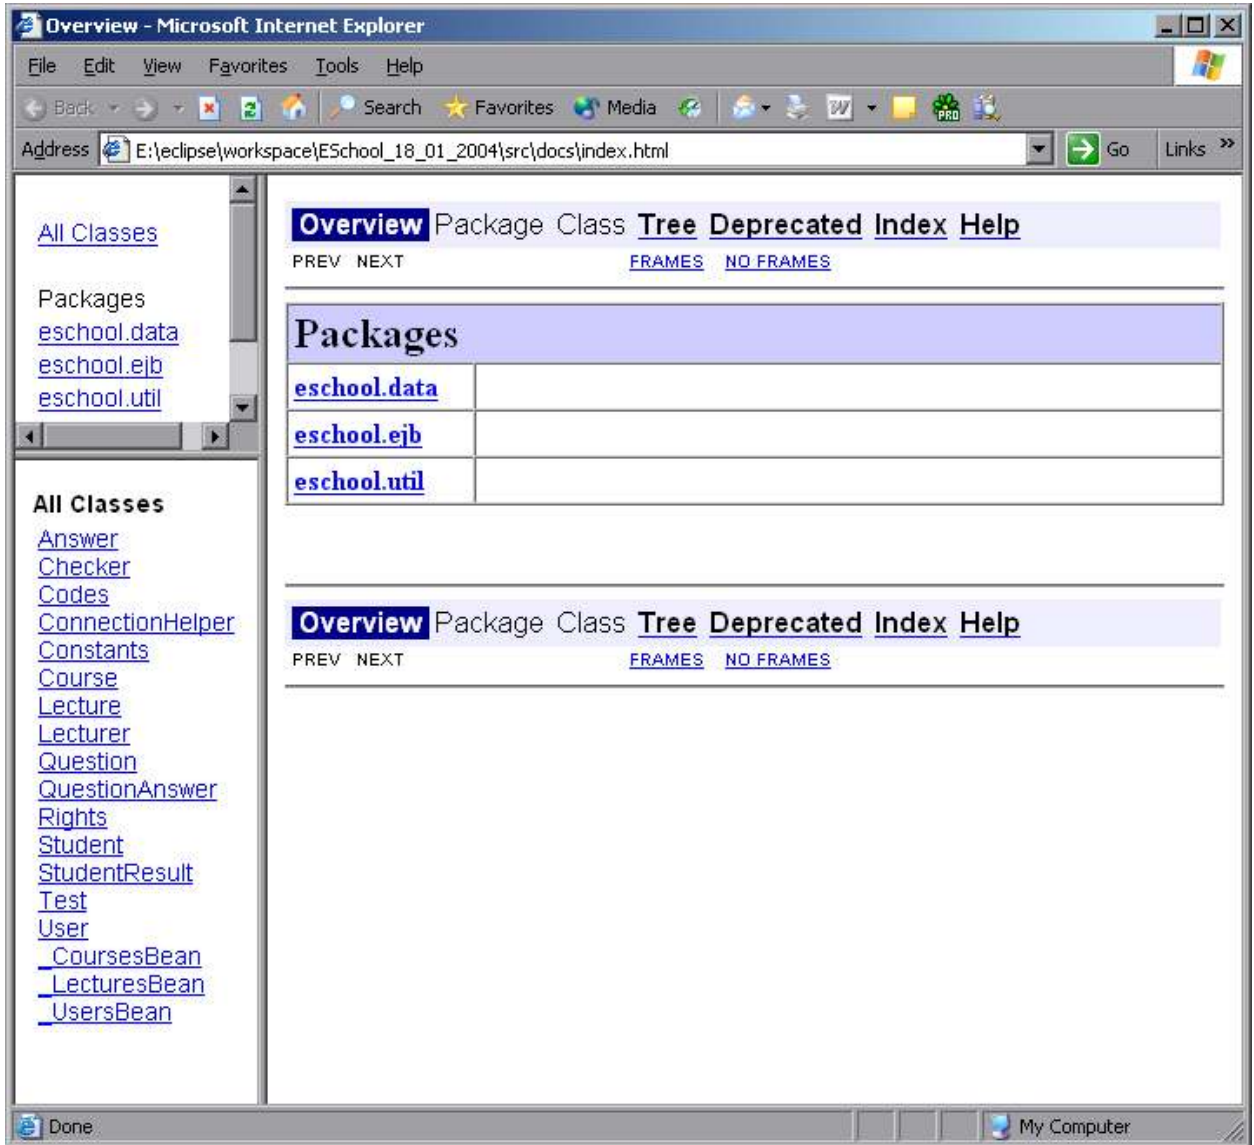 Overview - Microsoft Internet Explorer
File Edit View Favorites Tools Help
Back Search Favorites Media W PRO
Address E:\eclipse\workspace\ESchool_18_01_2004\src\docs\index.html Go Links »
All Classes
Packages
eschool.data
eschool.ejb
eschool.util
All Classes
Answer
Checker
Codes
ConnectionHelper
Constants
Course
Lecture
Lecturer
Question
QuestionAnswer
Rights
Student
StudentResult
Test
User
_CoursesBean
_LecturesBean
_UsersBean
Overview Package Class Tree Deprecated Index Help
PREV NEXT FRAMES NO FRAMES
Packages
eschool.data
eschool.ejb
eschool.util
Overview Package Class Tree Deprecated Index Help
PREV NEXT FRAMES NO FRAMES
Done My Computer